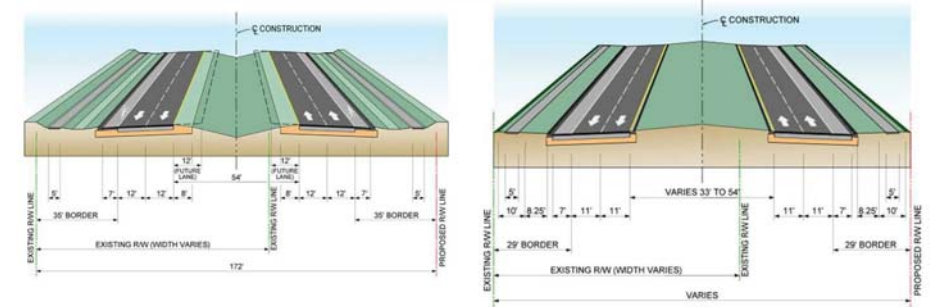 ℄ CONSTRUCTION
12'
(FUTURE
LANE)
54'
12'
(FUTURE
LANE)
5'
7'
12'
12'
8'
8'
12'
12'
7'
5'
35' BORDER
35' BORDER
EXISTING R/W LINE
EXISTING R/W LINE
PROPOSED R/W LINE
EXISTING R/W (WIDTH VARIES)
172'
℄ CONSTRUCTION
5'
VARIES 33' TO 54'
5'
10'
8.25'
7'
11'
11'
11'
11'
7'
8.25'
10'
29' BORDER
29' BORDER
EXISTING R/W LINE
EXISTING R/W LINE
PROPOSED R/W LINE
EXISTING R/W (WIDTH VARIES)
VARIES